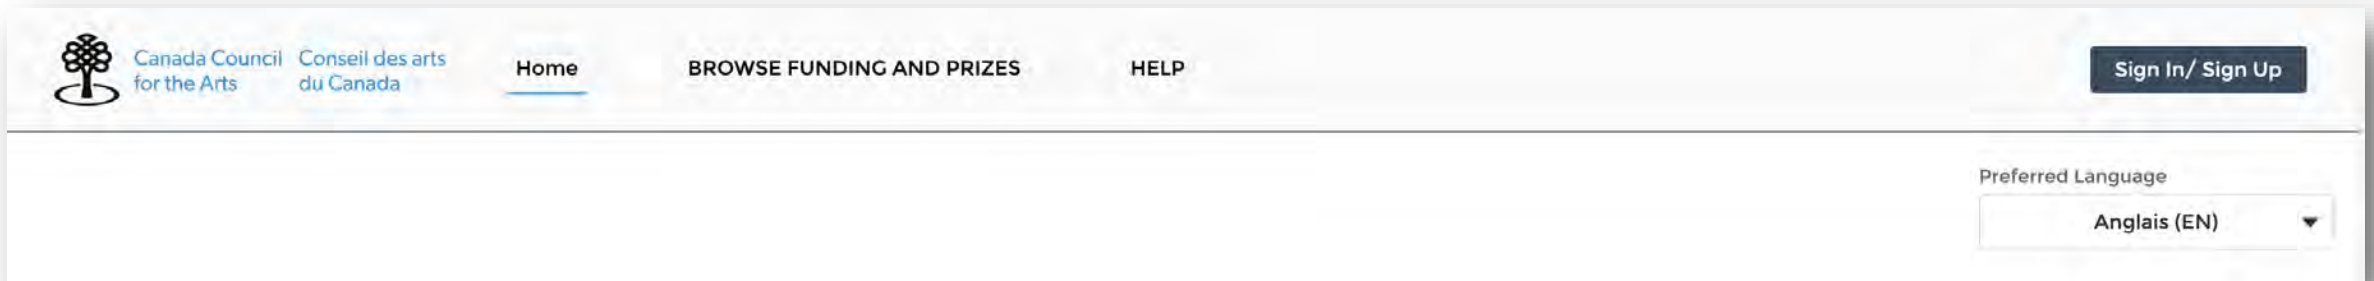 Canada Council
for the Arts
Conseil des arts
du Canada
Home
BROWSE FUNDING AND PRIZES
HELP
Sign In/ Sign Up
Preferred Language
Anglais (EN)